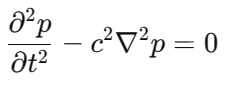 ∂²p/∂t² − c²∇²p = 0